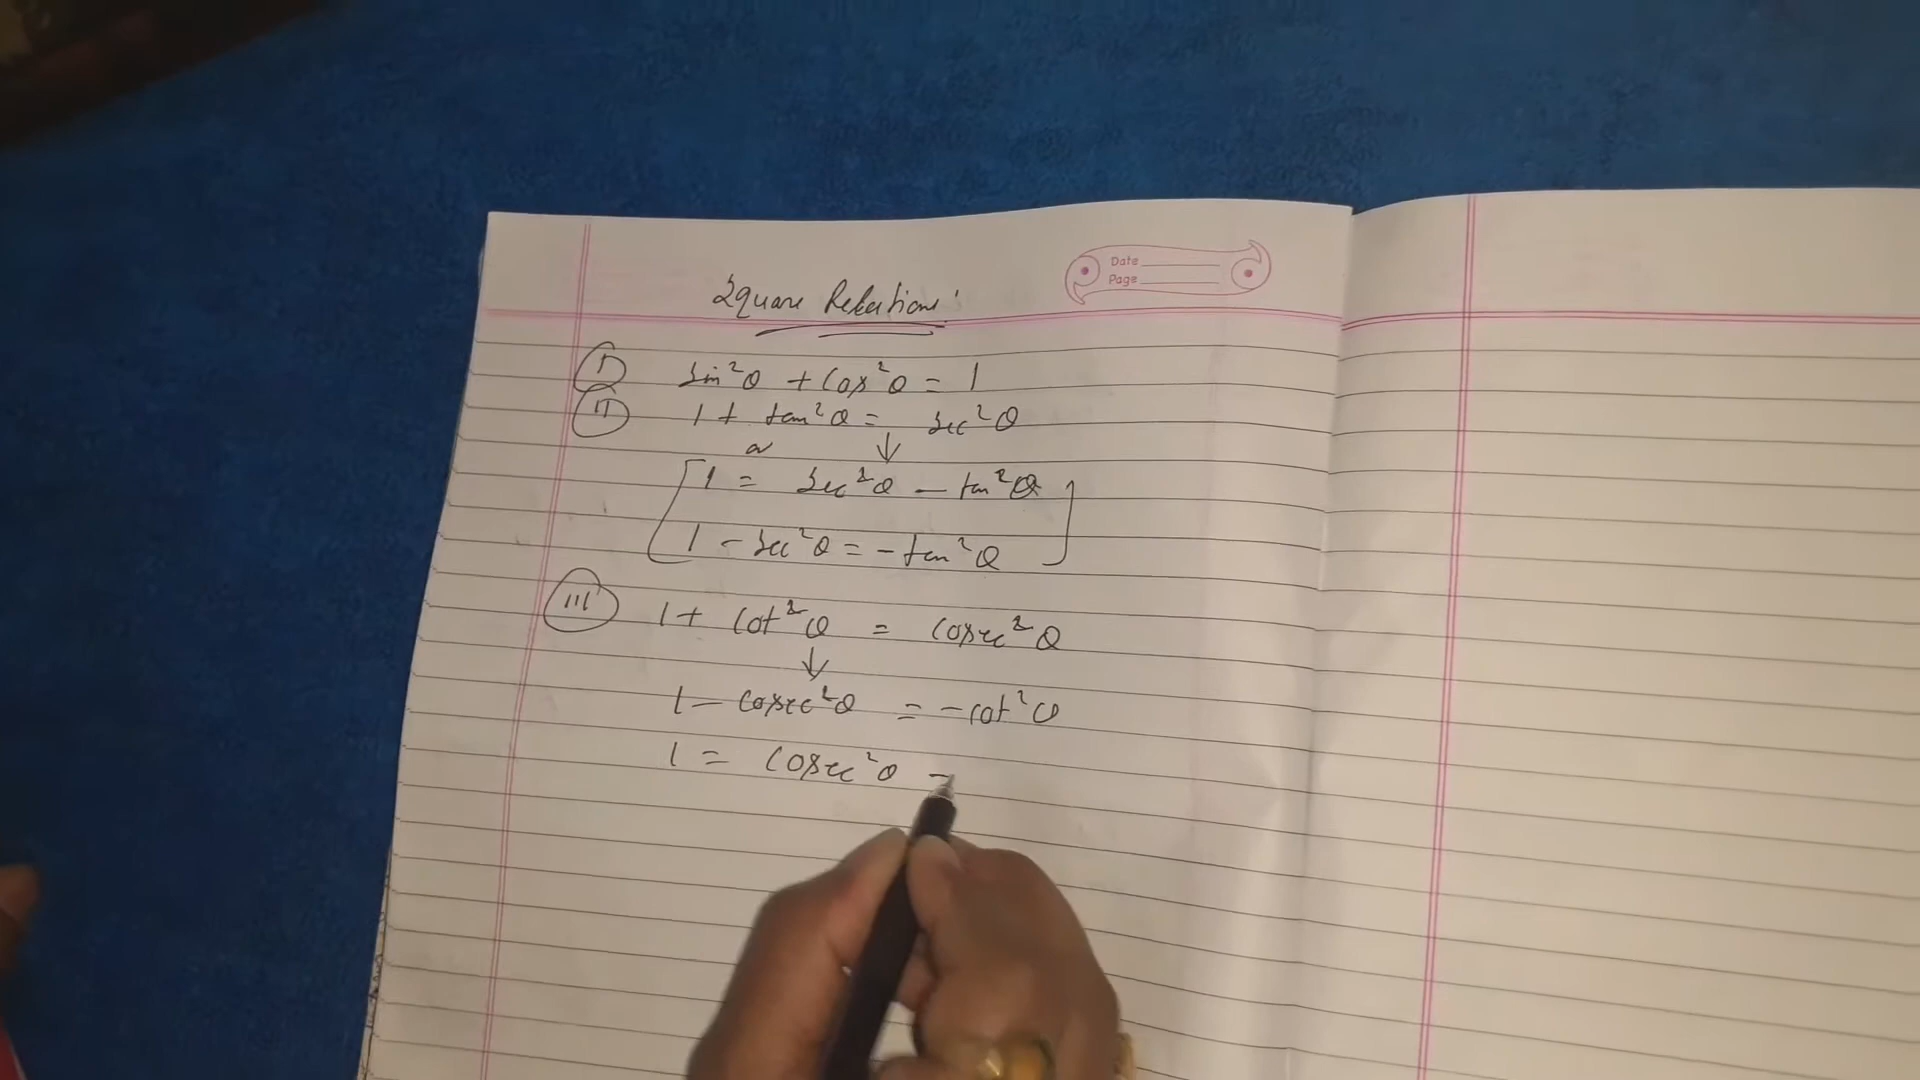 Date
Page
Square Relations:
I sin²θ + cos²θ = 1
II 1 + tan²θ = sec²θ
or ↓
1 = sec²θ - tan²θ
1 - sec²θ = - tan²θ
III 1 + cot²θ = cosec²θ
↓
1 - cosec²θ = - cot²θ
1 = cosec²θ -